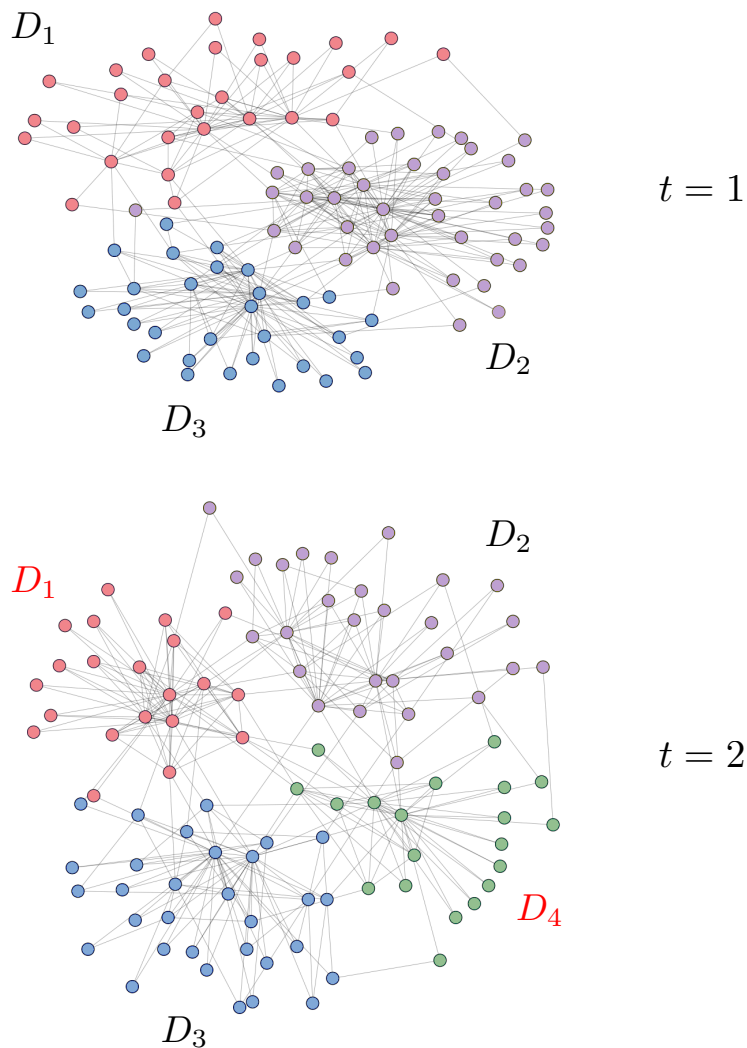 D₁
t = 1
D₂
D₃
D₂
D₁
t = 2
D₄
D₃